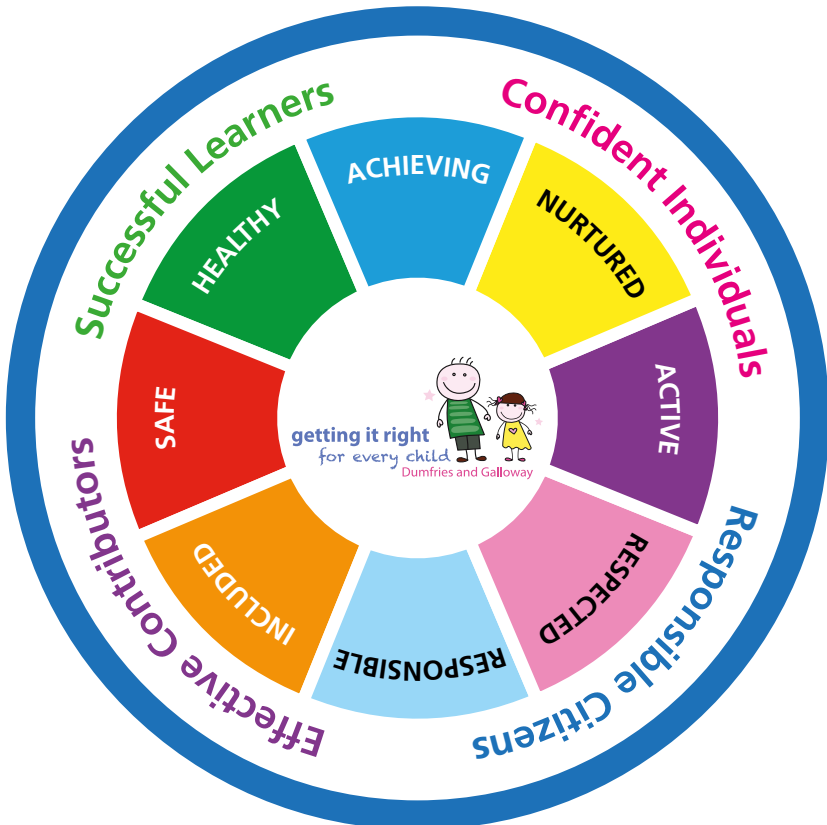 Successful Learners
Confident Individuals
Responsible Citizens
Effective Contributors
ACHIEVING
NURTURED
ACTIVE
RESPECTED
RESPONSIBLE
INCLUDED
SAFE
HEALTHY
getting it right
for every child
Dumfries and Galloway